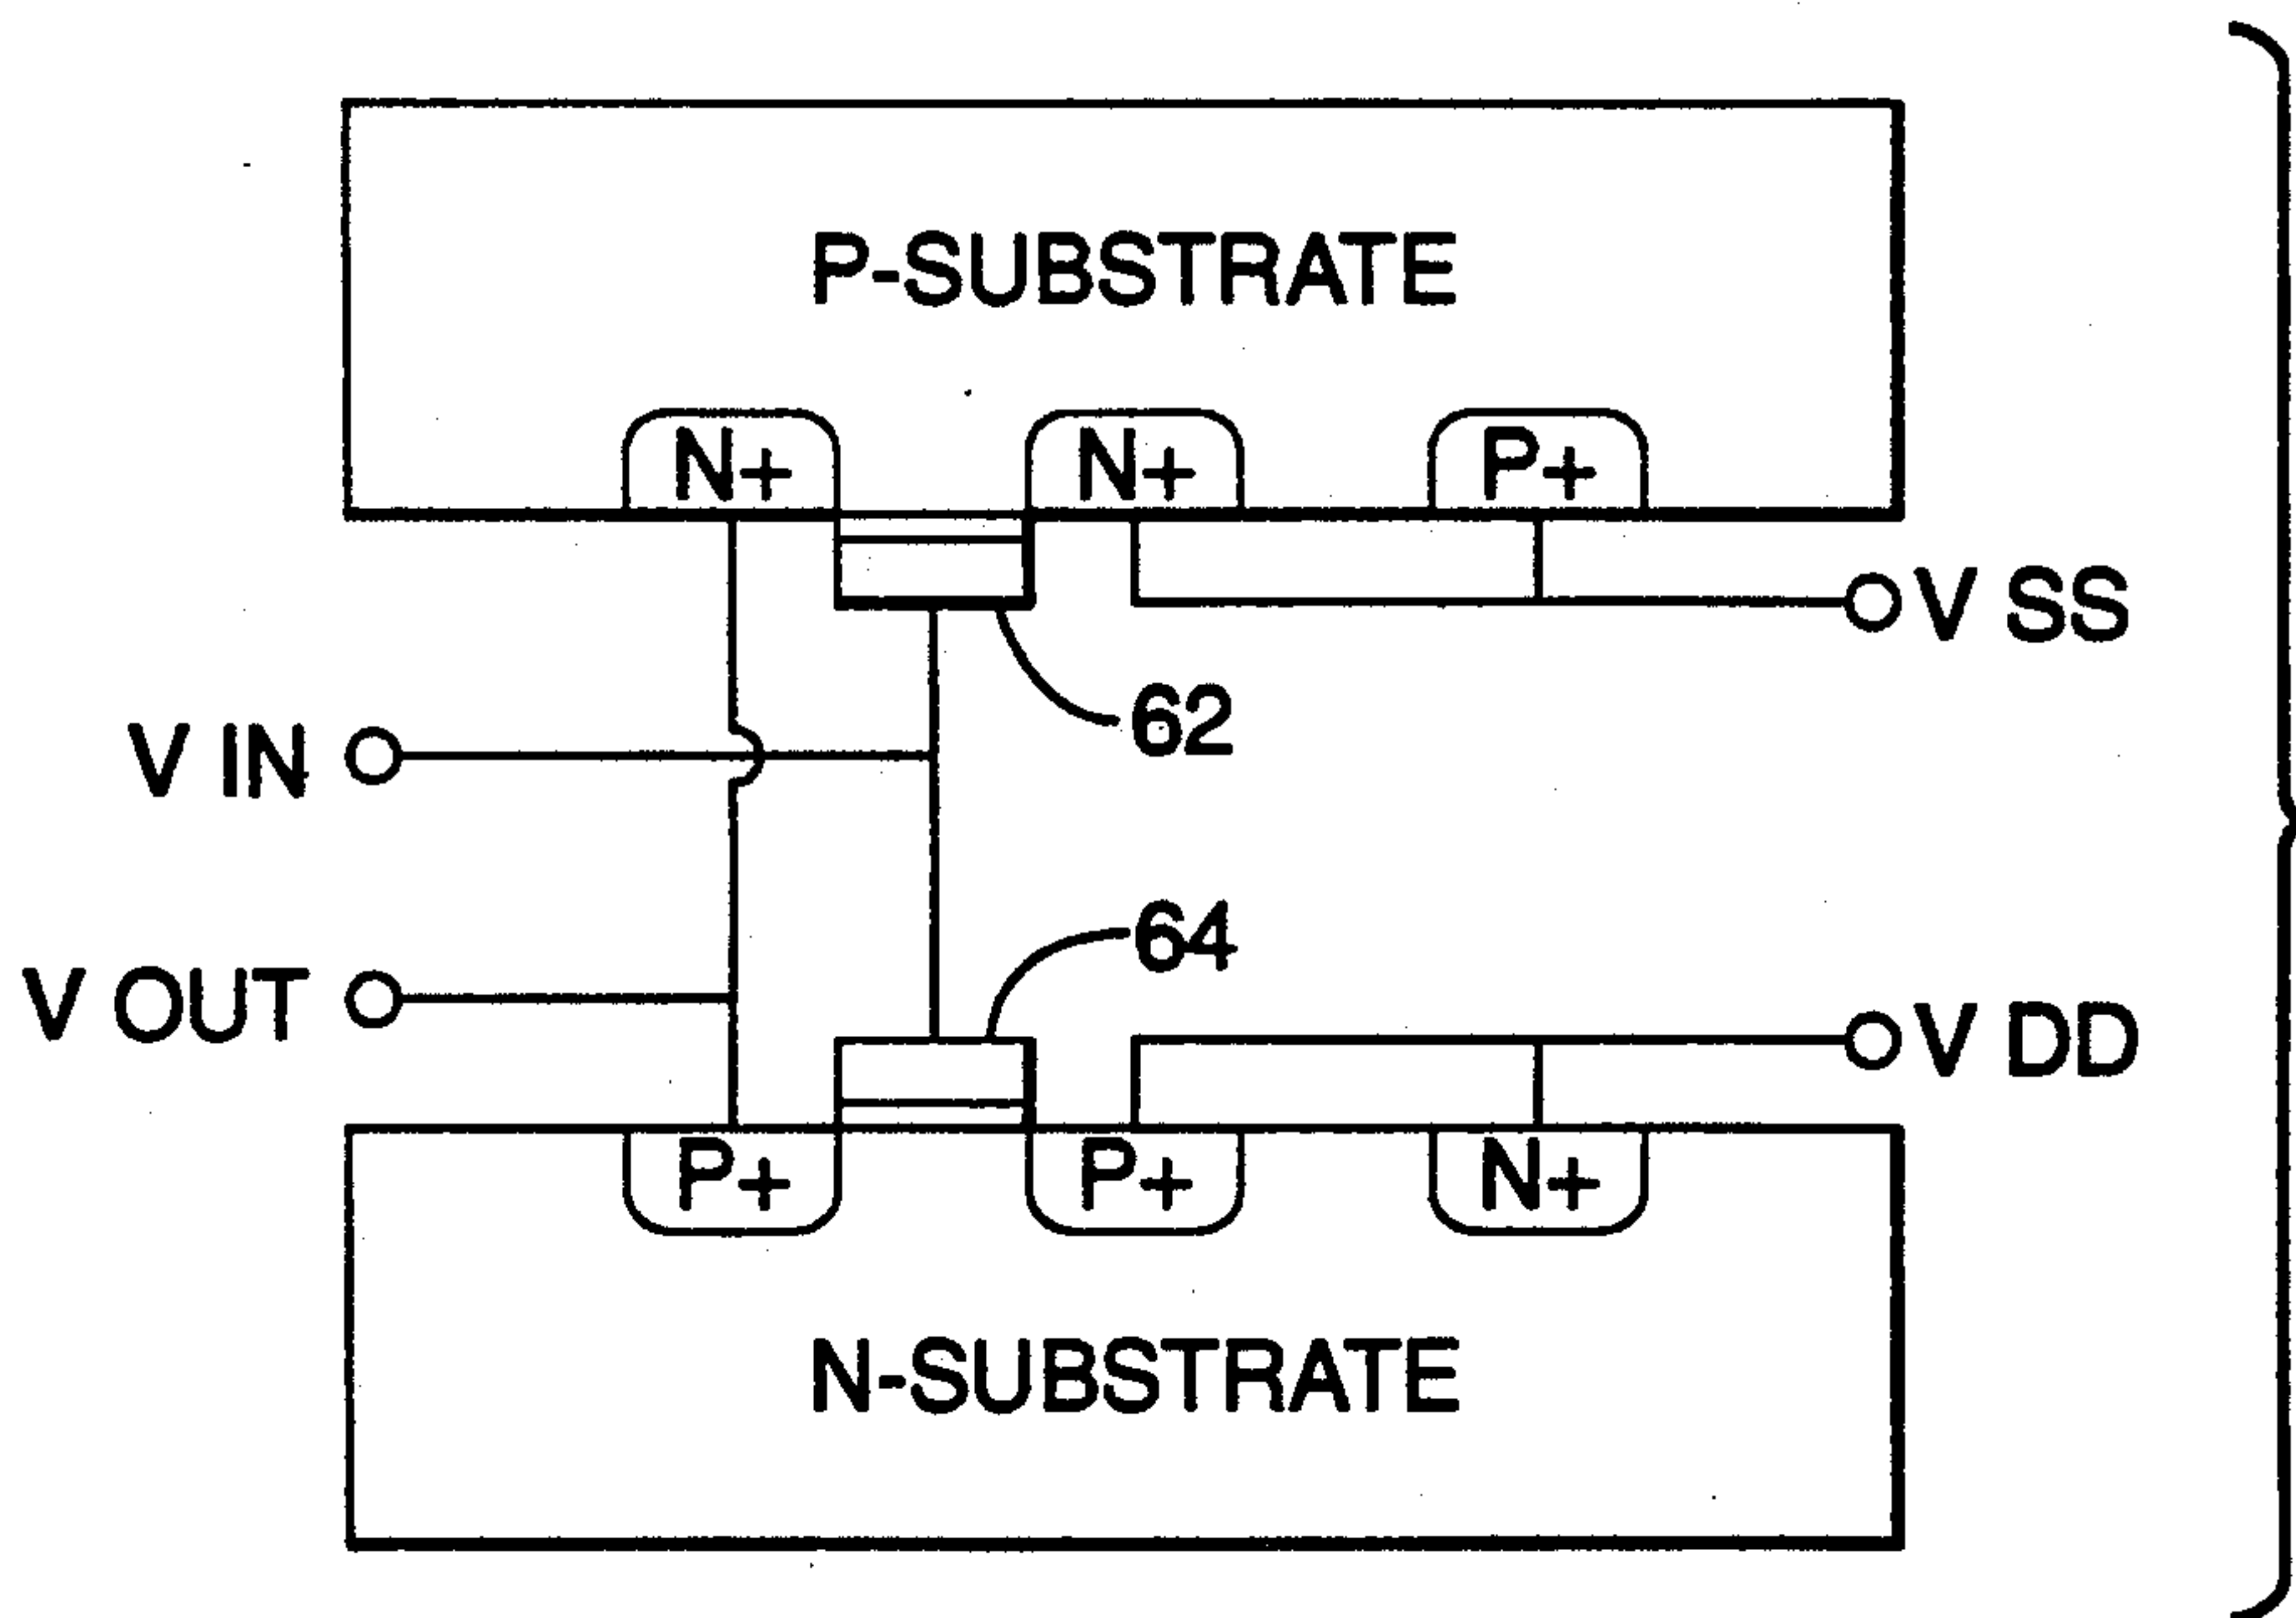 P-SUBSTRATE
N+ N+ P+
V SS
62
V IN
64
V OUT
V DD
P+ P+ N+
N-SUBSTRATE